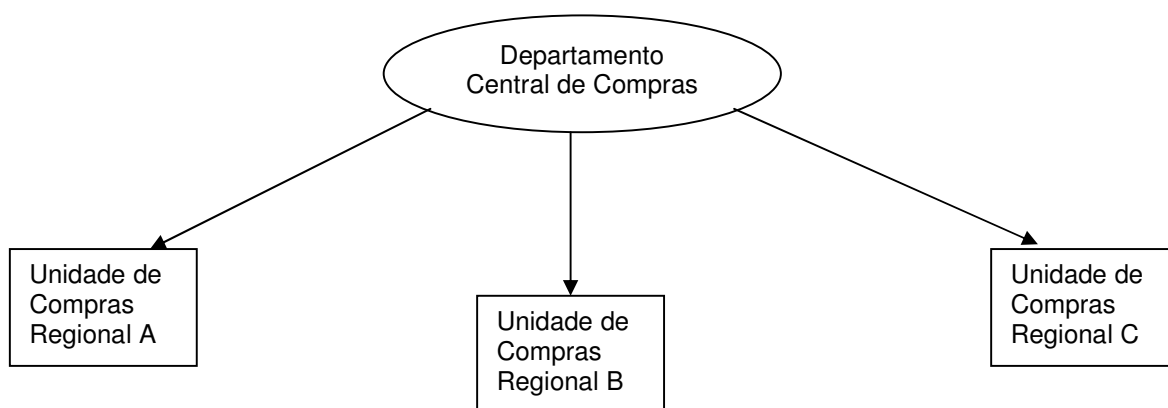 Departamento
Central de Compras
Unidade de
Compras
Regional A
Unidade de
Compras
Regional B
Unidade de
Compras
Regional C